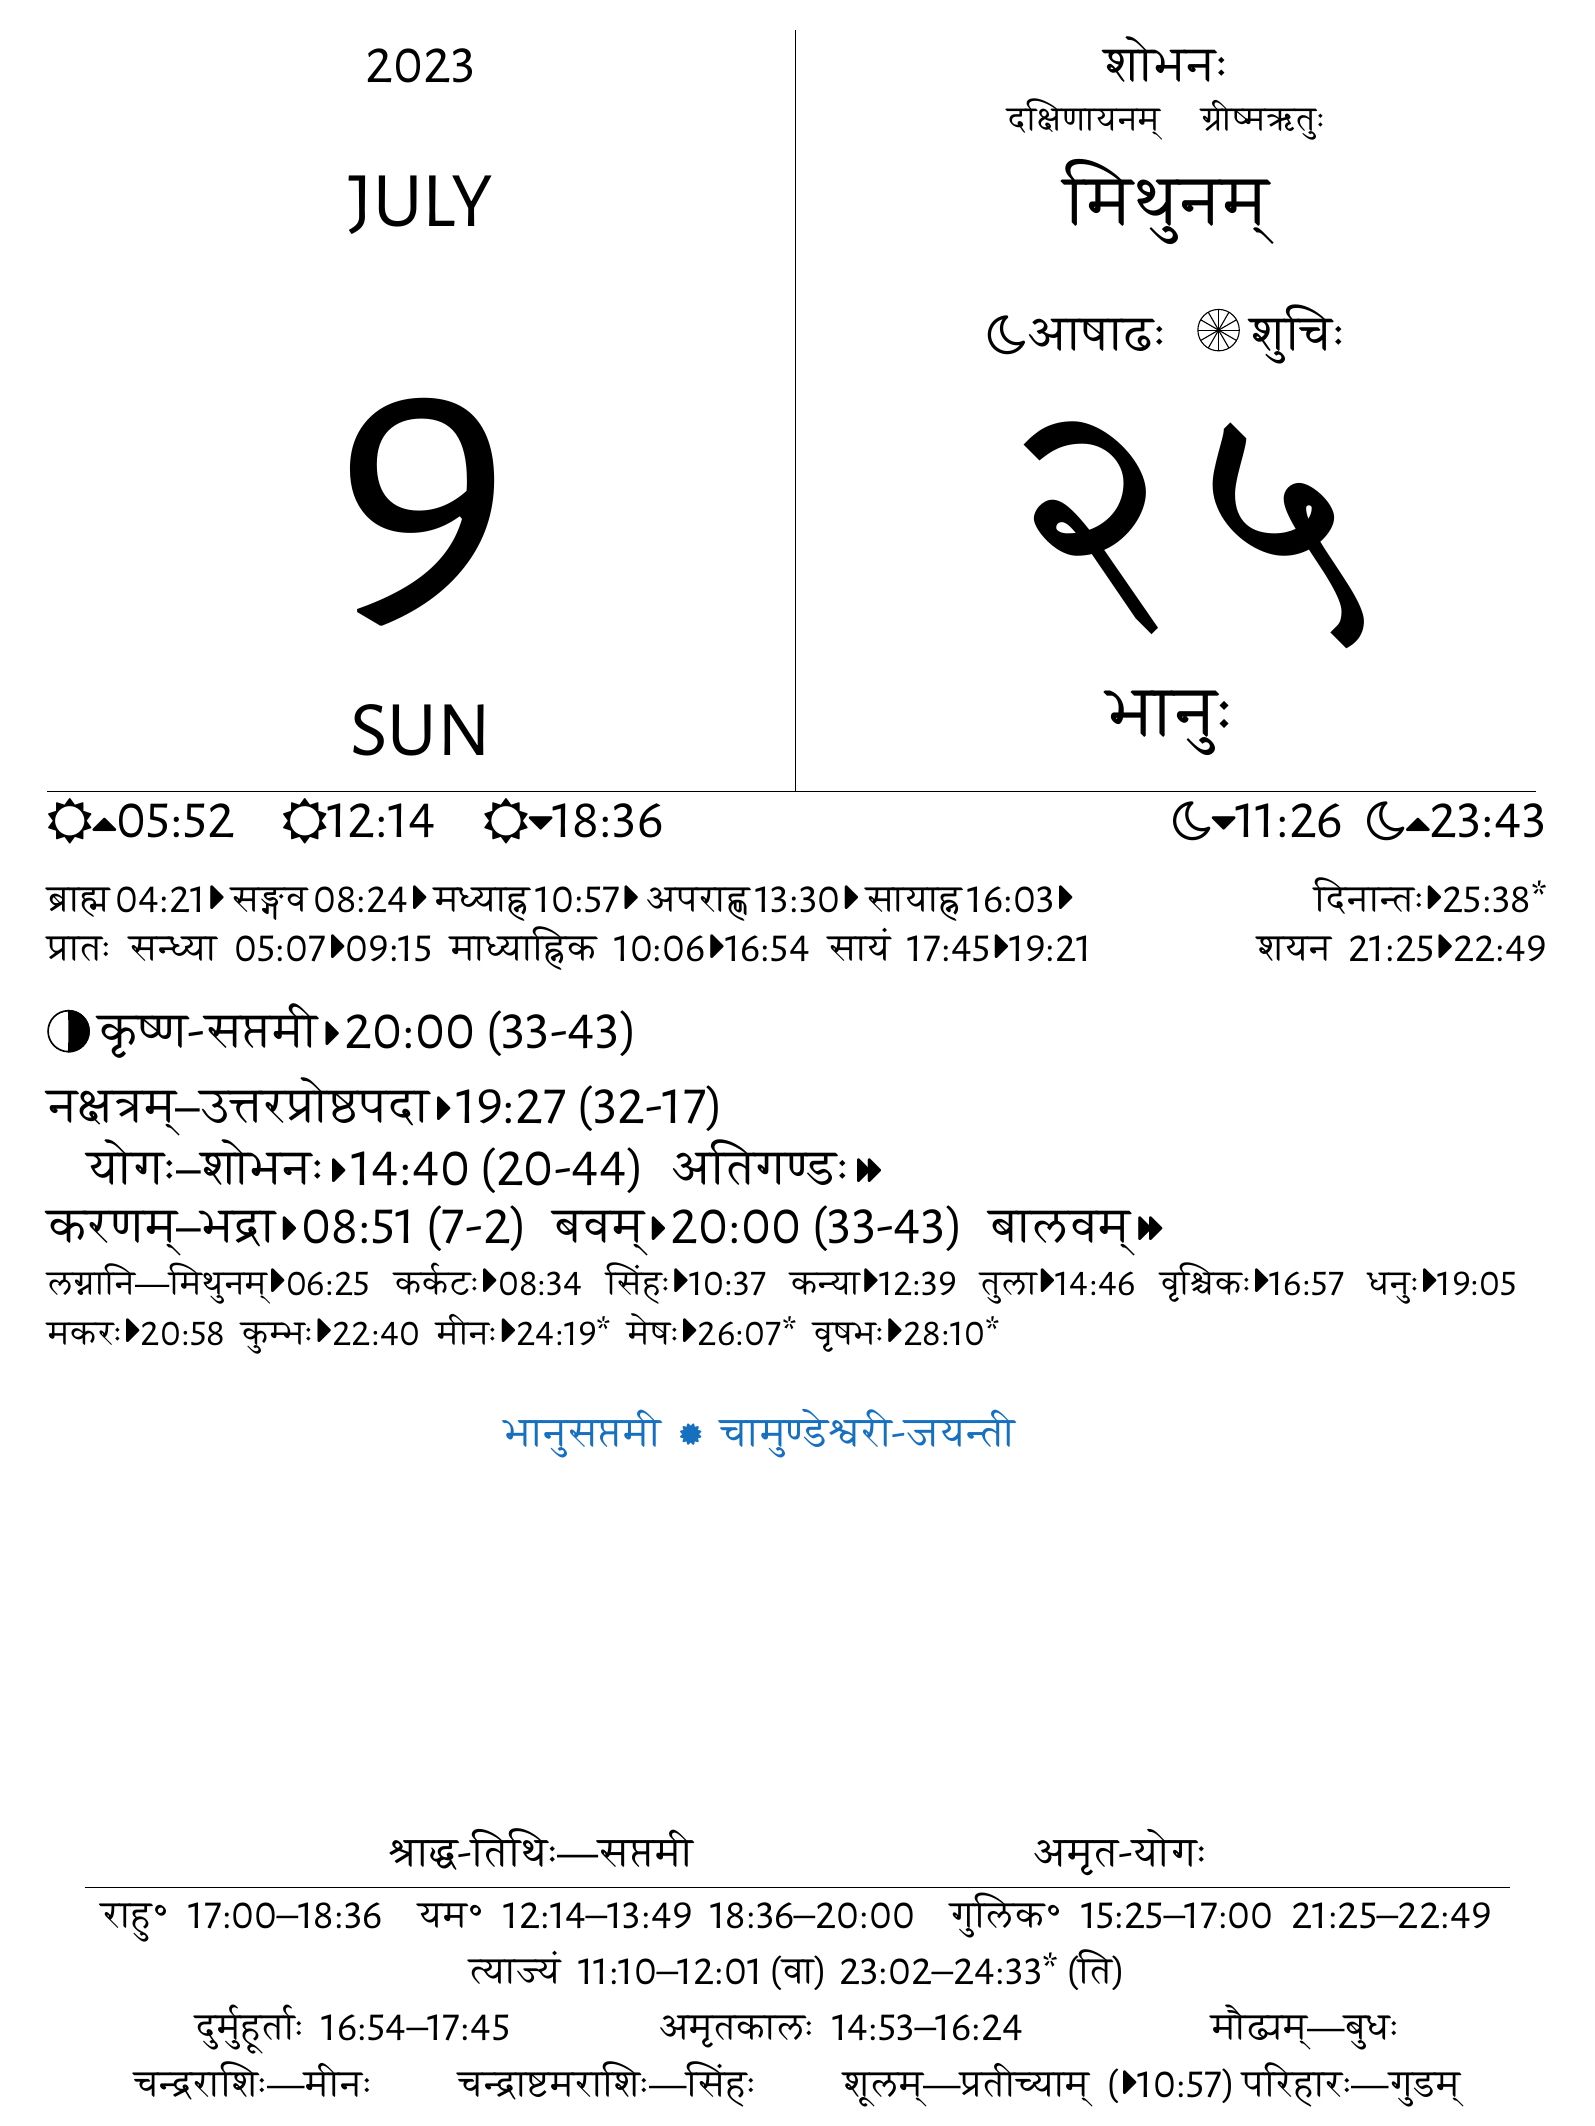 2023
JULY
9
SUN
शोभनः
दक्षिणायनम् ग्रीष्मऋतुः
मिथुनम्
आषाढः शुचिः
२५
भानुः
05:52 12:14 18:36 11:26 23:43
ब्राह्म 04:21 सङ्गव 08:24 मध्याह्न 10:57 अपराह्ण 13:30 सायाह्न 16:03 दिनान्तः 25:38*
प्रातः सन्ध्या 05:07 09:15 माध्याह्निक 10:06 16:54 सायं 17:45 19:21 शयन 21:25 22:49
कृष्ण-सप्तमी 20:00 (33-43)
नक्षत्रम्–उत्तरप्रोष्ठपदा 19:27 (32-17)
योगः–शोभनः 14:40 (20-44) अतिगण्डः
करणम्–भद्रा 08:51 (7-2) बवम् 20:00 (33-43) बालवम्
लग्नानि—मिथुनम् 06:25 कर्कटः 08:34 सिंहः 10:37 कन्या 12:39 तुला 14:46 वृश्चिकः 16:57 धनुः 19:05
मकरः 20:58 कुम्भः 22:40 मीनः 24:19* मेषः 26:07* वृषभः 28:10*
भानुसप्तमी चामुण्डेश्वरी-जयन्ती
श्राद्ध-तिथिः—सप्तमी अमृत-योगः
राहु॰ 17:00–18:36 यम॰ 12:14–13:49 18:36–20:00 गुलिक॰ 15:25–17:00 21:25–22:49
त्याज्यं 11:10–12:01 (वा) 23:02–24:33* (ति)
दुर्मुहूर्ताः 16:54–17:45 अमृतकालः 14:53–16:24 मौढ्यम्—बुधः
चन्द्रराशिः—मीनः चन्द्राष्टमराशिः—सिंहः शूलम्—प्रतीच्याम् (10:57) परिहारः—गुडम्